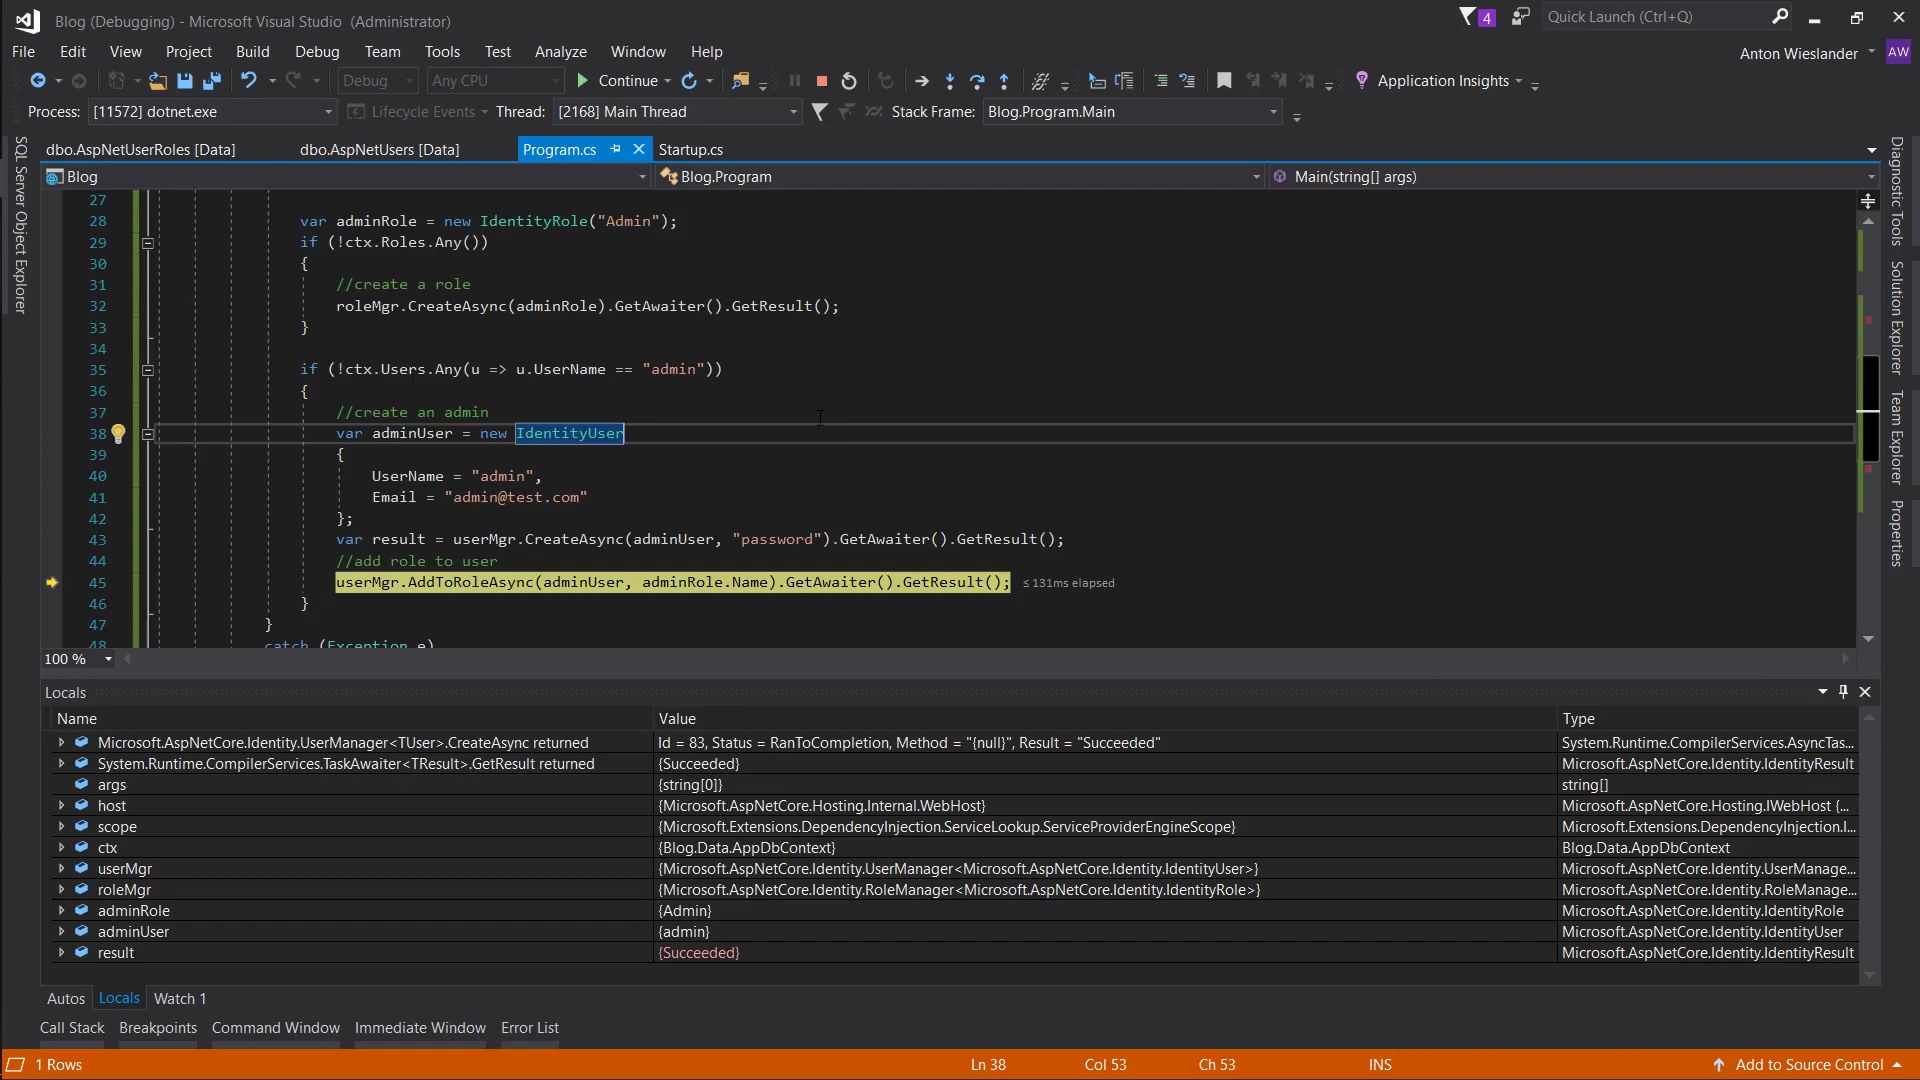 Blog (Debugging) - Microsoft Visual Studio (Administrator)
4
Quick Launch (Ctrl+Q)
File Edit View Project Build Debug Team Tools Test Analyze Window Help
Anton Wieslander AW
Debug Any CPU Continue Application Insights
Process: [11572] dotnet.exe Lifecycle Events Thread: [2168] Main Thread Stack Frame: Blog.Program.Main
SQL Server Object Explorer
dbo.AspNetUserRoles [Data] dbo.AspNetUsers [Data] Program.cs Startup.cs
Blog Blog.Program Main(string[] args)
27
28 var adminRole = new IdentityRole("Admin");
29 if (!ctx.Roles.Any())
30 {
31 //create a role
32 roleMgr.CreateAsync(adminRole).GetAwaiter().GetResult();
33 }
34
35 if (!ctx.Users.Any(u => u.UserName == "admin"))
36 {
37 //create an admin
38 var adminUser = new IdentityUser
39 {
40 UserName = "admin",
41 Email = "admin@test.com"
42 };
43 var result = userMgr.CreateAsync(adminUser, "password").GetAwaiter().GetResult();
44 //add role to user
45 userMgr.AddToRoleAsync(adminUser, adminRole.Name).GetAwaiter().GetResult(); ≤ 131ms elapsed
46 }
47 }
48 catch (Exception e)
100 %
Diagnostic Tools
Solution Explorer
Team Explorer
Properties
Locals
Name Value Type
Microsoft.AspNetCore.Identity.UserManager<TUser>.CreateAsync returned Id = 83, Status = RanToCompletion, Method = "{null}", Result = "Succeeded" System.Runtime.CompilerServices.AsyncTas...
System.Runtime.CompilerServices.TaskAwaiter<TResult>.GetResult returned {Succeeded} Microsoft.AspNetCore.Identity.IdentityResult
args {string[0]} string[]
host {Microsoft.AspNetCore.Hosting.Internal.WebHost} Microsoft.AspNetCore.Hosting.IWebHost {...
scope {Microsoft.Extensions.DependencyInjection.ServiceLookup.ServiceProviderEngineScope} Microsoft.Extensions.DependencyInjection.I...
ctx {Blog.Data.AppDbContext} Blog.Data.AppDbContext
userMgr {Microsoft.AspNetCore.Identity.UserManager<Microsoft.AspNetCore.Identity.IdentityUser>} Microsoft.AspNetCore.Identity.UserManage...
roleMgr {Microsoft.AspNetCore.Identity.RoleManager<Microsoft.AspNetCore.Identity.IdentityRole>} Microsoft.AspNetCore.Identity.RoleManage...
adminRole {Admin} Microsoft.AspNetCore.Identity.IdentityRole
adminUser {admin} Microsoft.AspNetCore.Identity.IdentityUser
result {Succeeded} Microsoft.AspNetCore.Identity.IdentityResult
Autos Locals Watch 1
Call Stack Breakpoints Command Window Immediate Window Error List
1 Rows Ln 38 Col 53 Ch 53 INS Add to Source Control